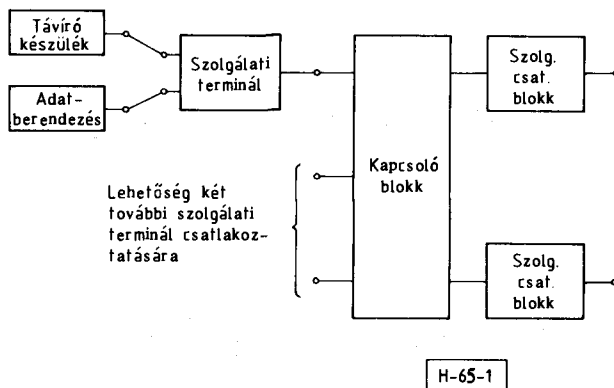 Távíró
készülék
Adat-
berendezés
Szolgálati
terminál
Lehetőség két
további szolgálati
terminál csatlakoz-
tatására
Kapcsoló
blokk
Szolg.
csat.
blokk
Szolg.
csat.
blokk
H-65-1